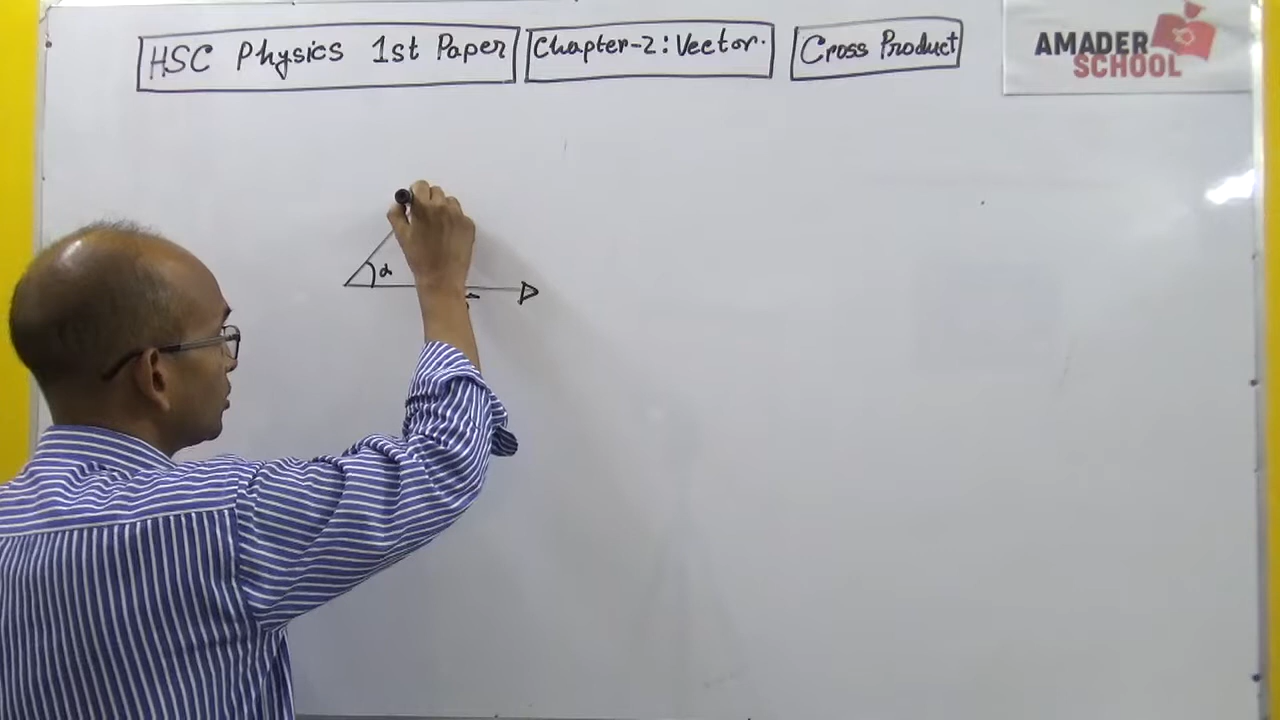 HSC Physics 1st Paper Chapter-2: Vector. Cross Product
AMADER
SCHOOL
α